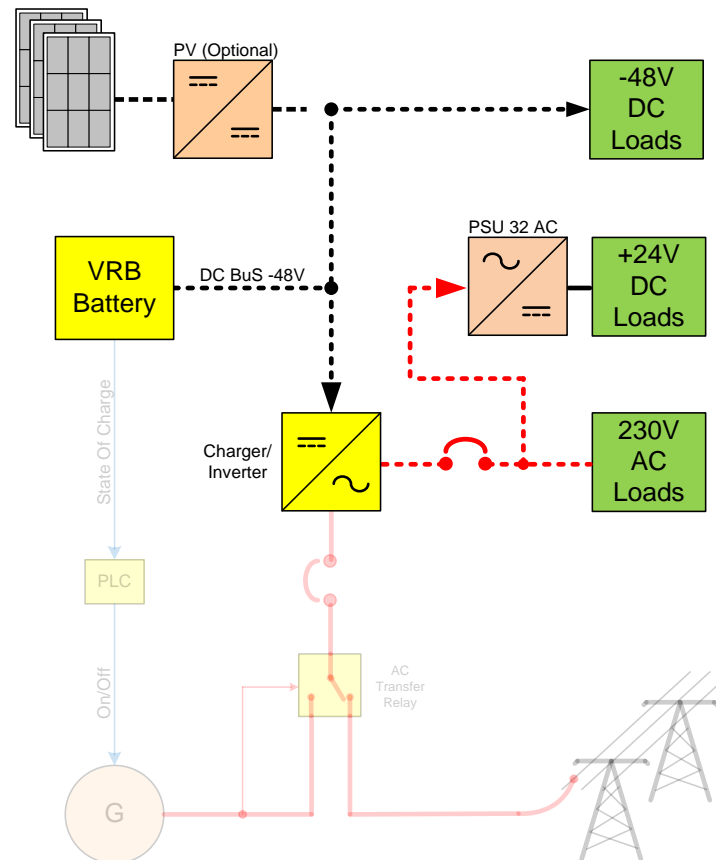 PV (Optional)
-48V
DC
Loads
PSU 32 AC
VRB
Battery
DC BuS -48V
+24V
DC
Loads
State Of Charge
Charger/
Inverter
230V
AC
Loads
PLC
On/Off
AC
Transfer
Relay
G